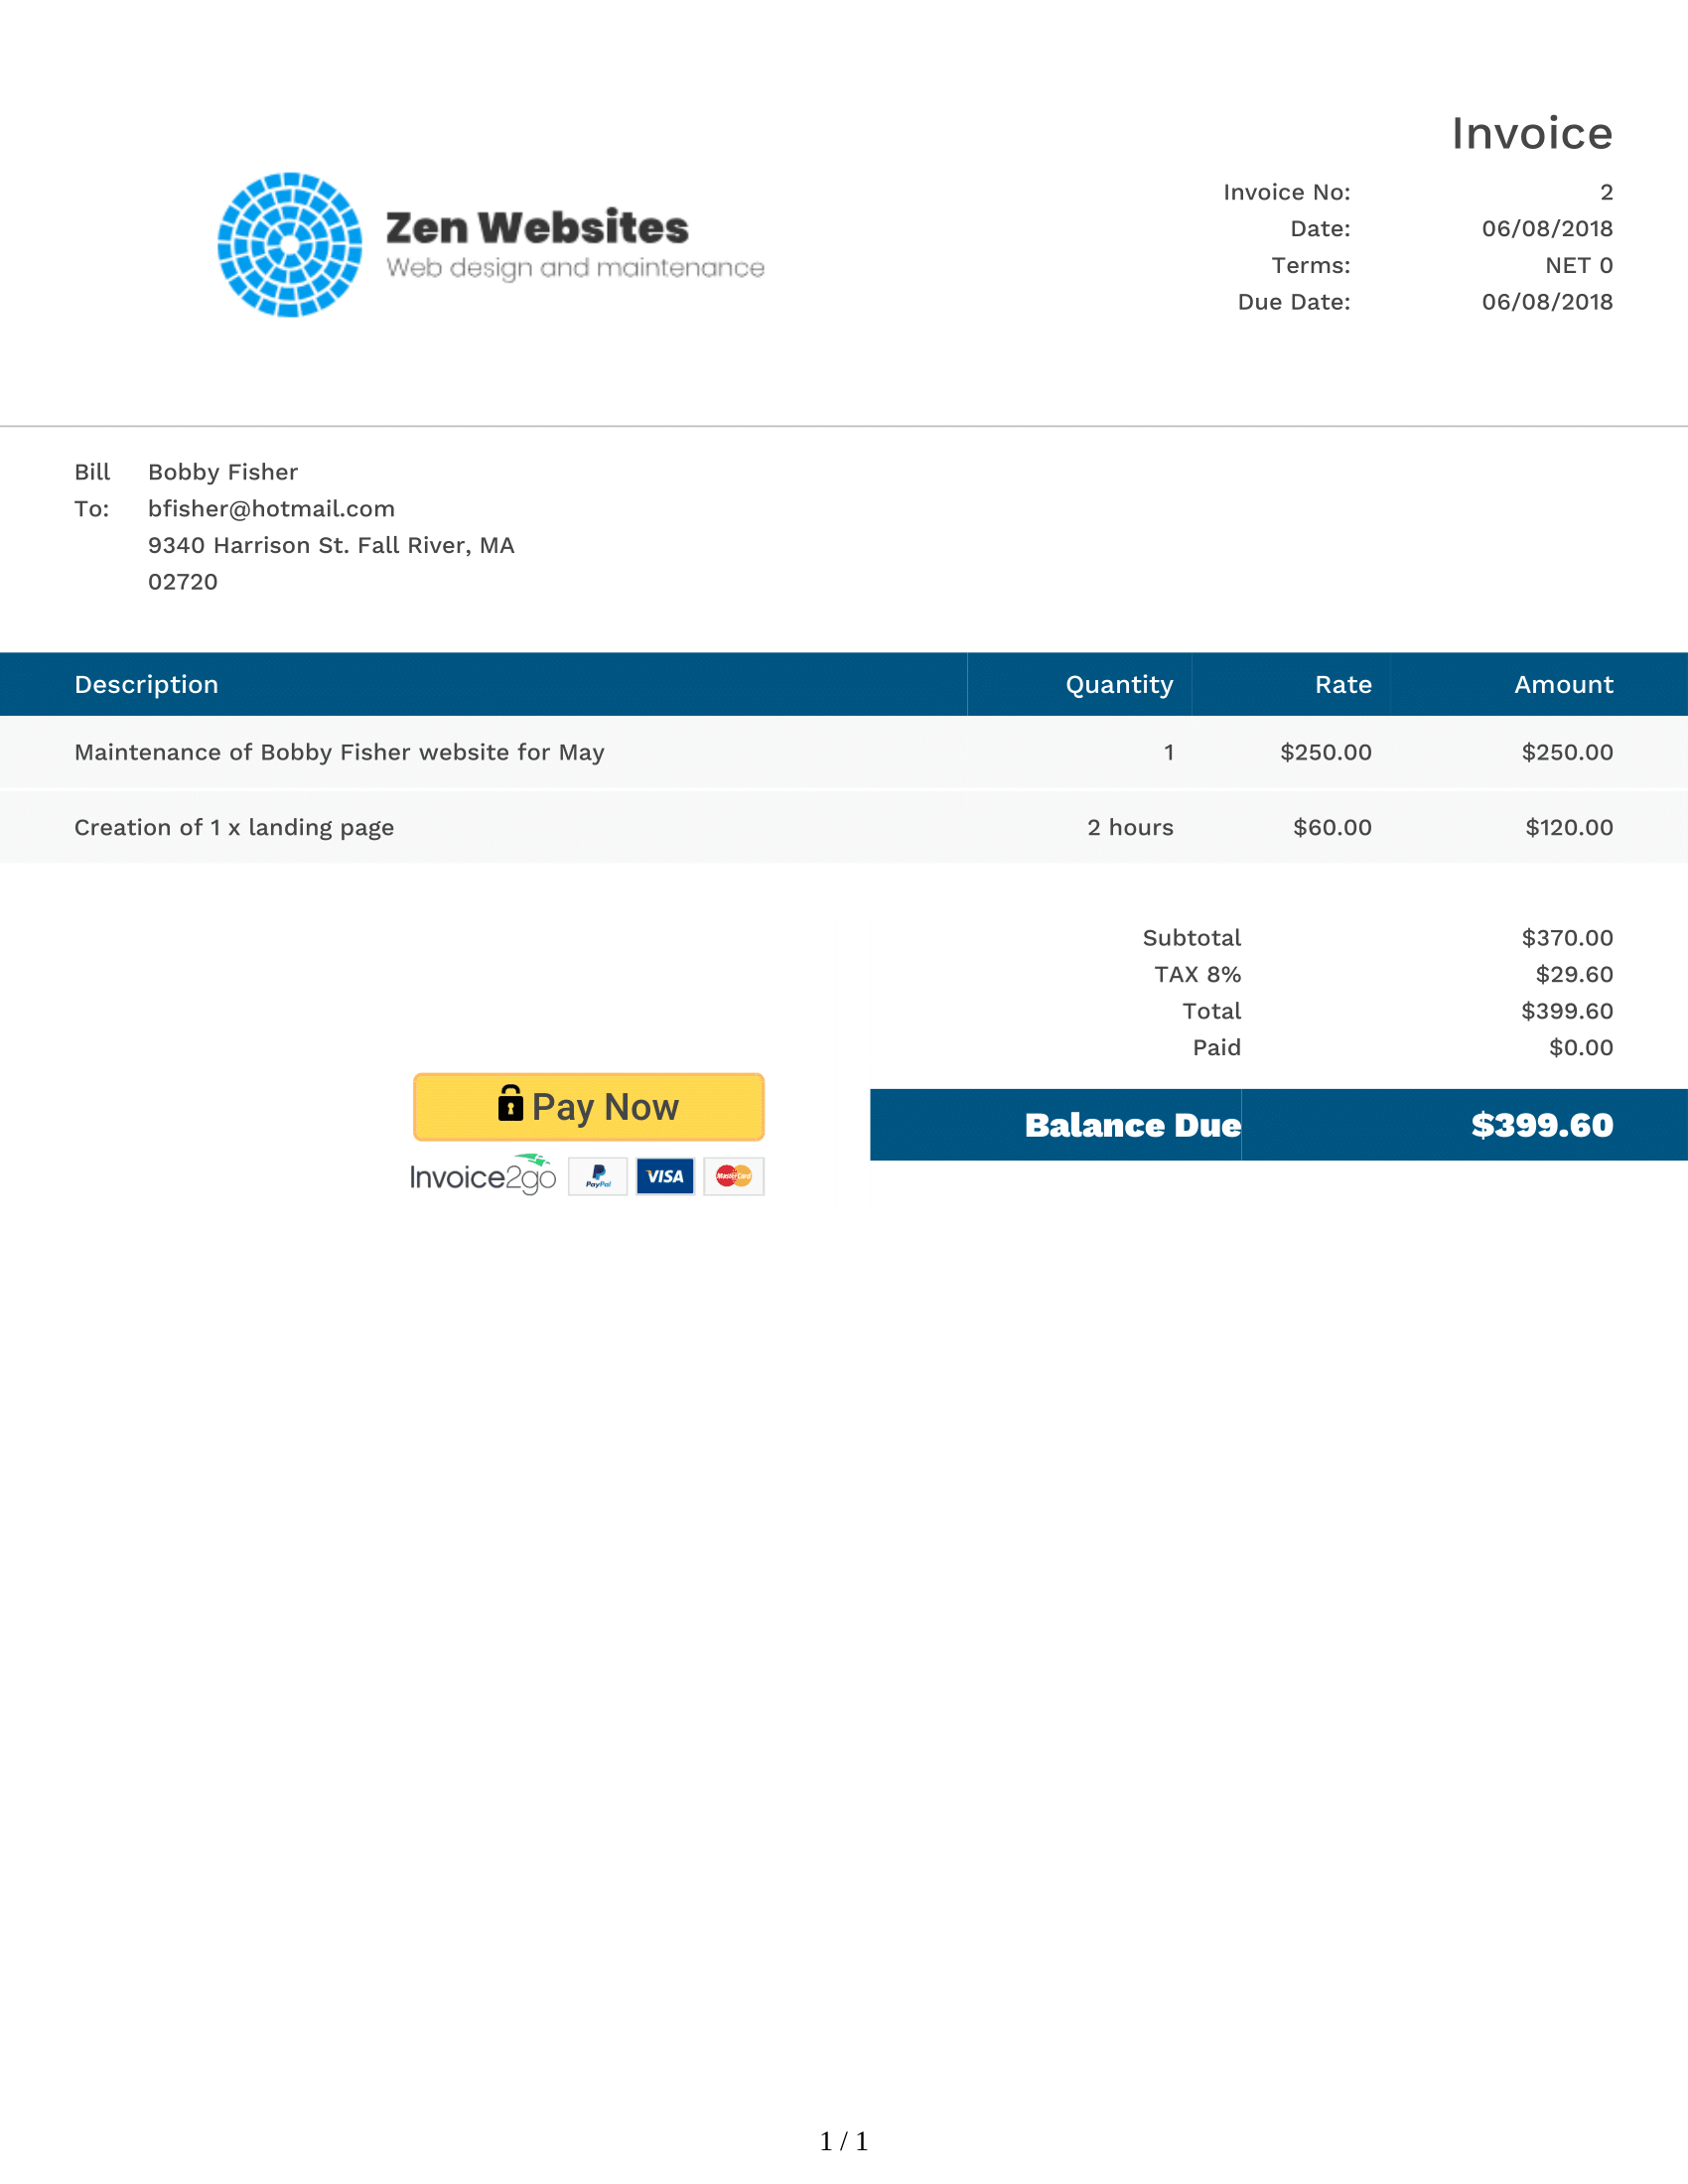 Invoice
Invoice No: 2
Date: 06/08/2018
Terms: NET 0
Due Date: 06/08/2018
Zen Websites
Web design and maintenance
Bill To:
Bobby Fisher
bfisher@hotmail.com
9340 Harrison St. Fall River, MA
02720
Description Quantity Rate Amount
Maintenance of Bobby Fisher website for May 1 $250.00 $250.00
Creation of 1 x landing page 2 hours $60.00 $120.00
Subtotal $370.00
TAX 8% $29.60
Total $399.60
Paid $0.00
Balance Due $399.60
Pay Now
Invoice2go PayPal VISA MasterCard
1 / 1